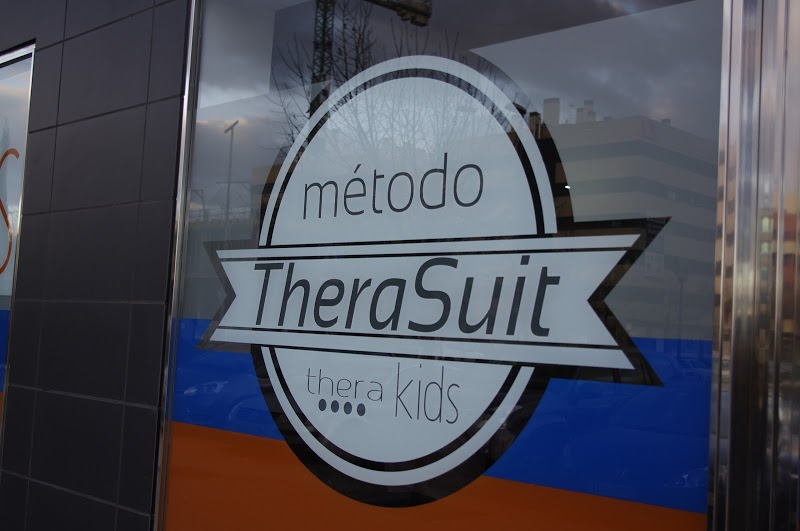 método
TheraSuit
thera kids